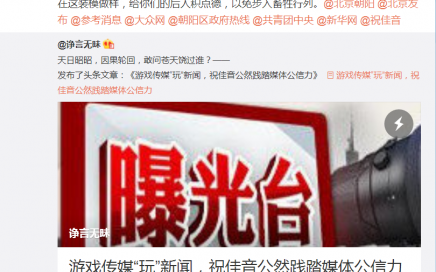 在这装模做样，给你们的后人积点德，以免步入畜牲行列。@北京朝阳 @北京发
布 @参考消息 @大众网 @朝阳区政府热线 @共青团中央 @新华网 @祝佳音
@诤言无昧
天日昭昭，因果轮回，敢问苍天饶过谁？——
发布了头条文章：《游戏传媒“玩”新闻，祝佳音公然践踏媒体公信力》 游戏传媒“玩”新闻，祝
佳音公然践踏媒体公信力
曝光台
诤言无昧
游戏传媒“玩”新闻，祝佳音公然践踏媒体公信力